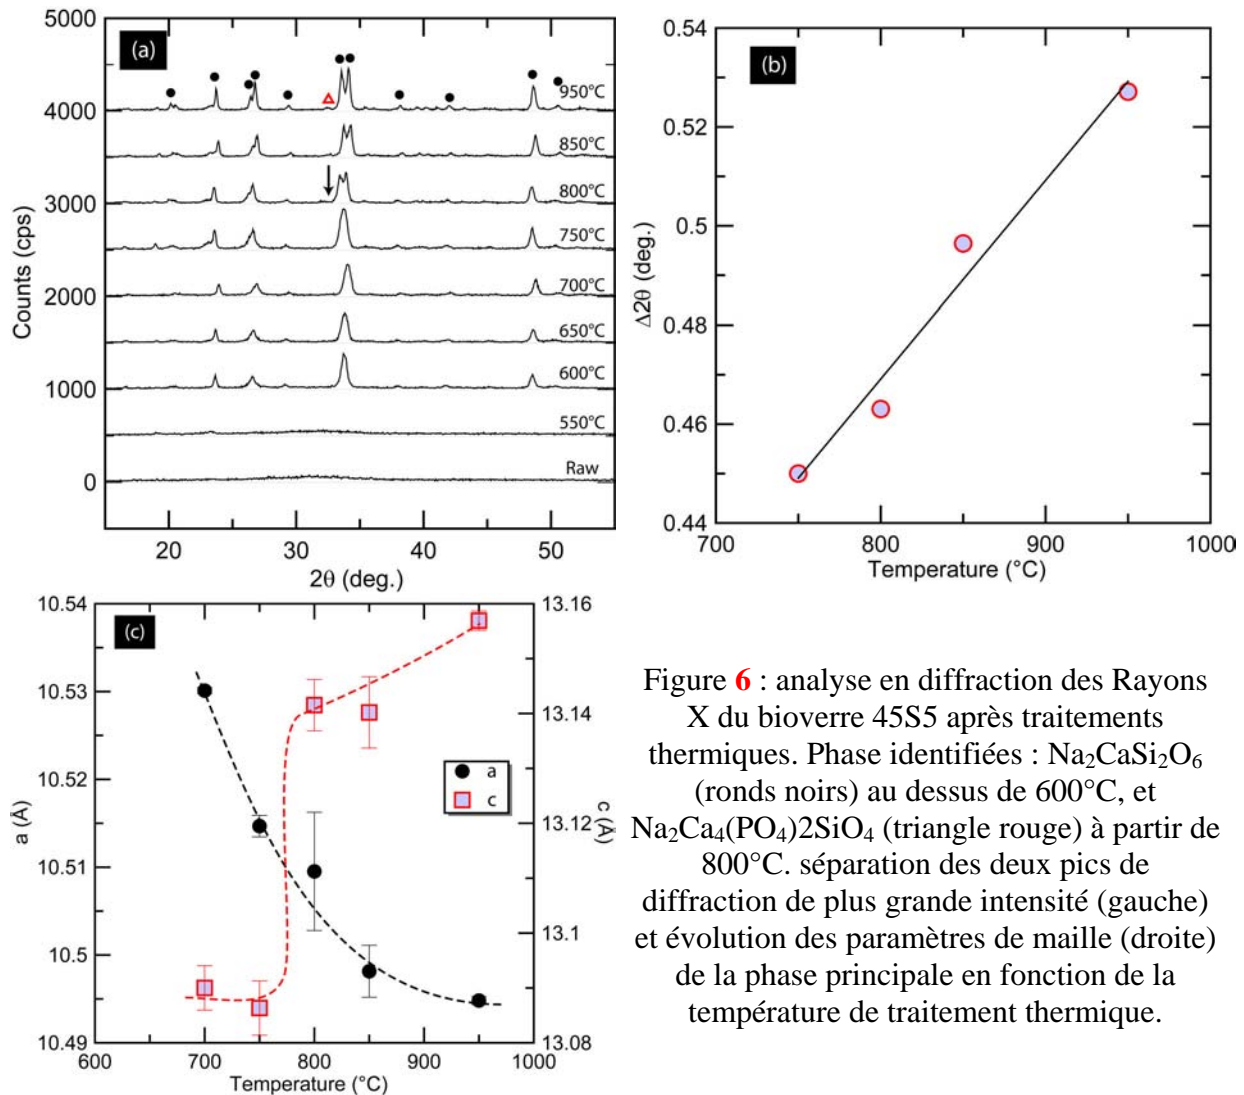 5000
4000
3000
2000
1000
0
Counts (cps)
(a)
950°C
850°C
800°C
750°C
700°C
650°C
600°C
550°C
Raw
20
30
40
50
2θ (deg.)
0.54
0.52
0.5
0.48
0.46
0.44
Δ2θ (deg.)
(b)
700
800
900
1000
Temperature (°C)
10.54
10.53
10.52
10.51
10.5
10.49
a (Å)
(c)
a
c
13.16
13.14
13.12
13.1
13.08
c (Å)
600
700
800
900
1000
Temperature (°C)
Figure 6 : analyse en diffraction des Rayons
X du bioverre 45S5 après traitements
thermiques. Phase identifiées : Na₂CaSi₂O₆
(ronds noirs) au dessus de 600°C, et
Na₂Ca₄(PO₄)2SiO₄ (triangle rouge) à partir de
800°C. séparation des deux pics de
diffraction de plus grande intensité (gauche)
et évolution des paramètres de maille (droite)
de la phase principale en fonction de la
température de traitement thermique.